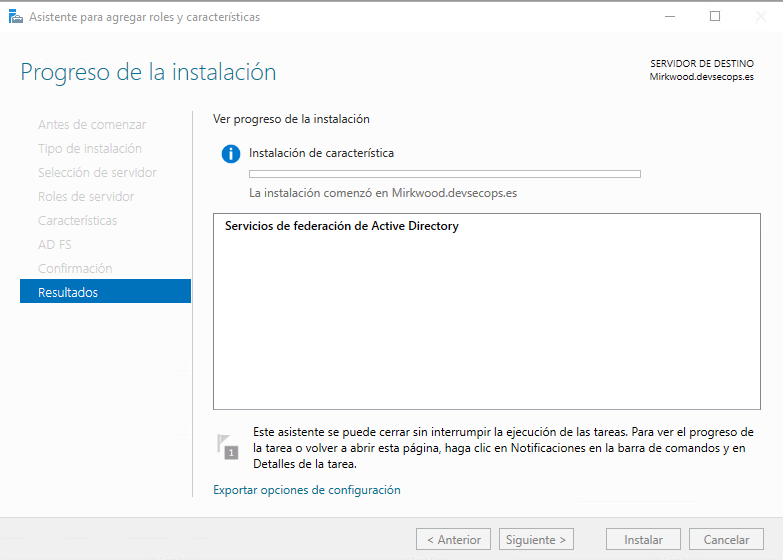 Asistente para agregar roles y características
Progreso de la instalación
SERVIDOR DE DESTINO
Mirkwood.devsecops.es
Antes de comenzar
Tipo de instalación
Selección de servidor
Roles de servidor
Características
AD FS
Confirmación
Resultados
Ver progreso de la instalación
Instalación de característica
La instalación comenzó en Mirkwood.devsecops.es
Servicios de federación de Active Directory
1
Este asistente se puede cerrar sin interrumpir la ejecución de las tareas. Para ver el progreso de
la tarea o volver a abrir esta página, haga clic en Notificaciones en la barra de comandos y en
Detalles de la tarea.
Exportar opciones de configuración
< Anterior
Siguiente >
Instalar
Cancelar